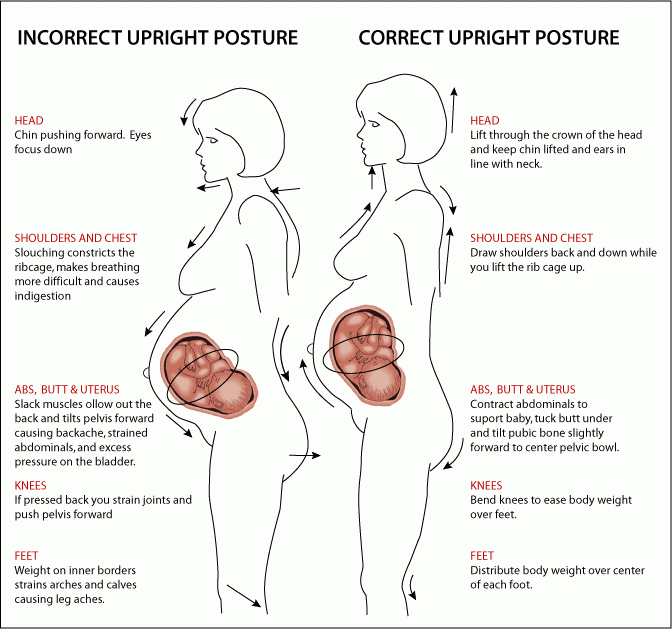 INCORRECT UPRIGHT POSTURE
HEAD
Chin pushing forward. Eyes
focus down
SHOULDERS AND CHEST
Slouching constricts the
ribcage, makes breathing
more difficult and causes
indigestion
ABS, BUTT & UTERUS
Slack muscles ollow out the
back and tilts pelvis forward
causing backache, strained
abdominals, and excess
pressure on the bladder.
KNEES
If pressed back you strain joints and
push pelvis forward
FEET
Weight on inner borders
strains arches and calves
causing leg aches.
CORRECT UPRIGHT POSTURE
HEAD
Lift through the crown of the head
and keep chin lifted and ears in
line with neck.
SHOULDERS AND CHEST
Draw shoulders back and down while
you lift the rib cage up.
ABS, BUTT & UTERUS
Contract abdominals to
suport baby, tuck butt under
and tilt pubic bone slightly
forward to center pelvic bowl.
KNEES
Bend knees to ease body weight
over feet.
FEET
Distribute body weight over center
of each foot.